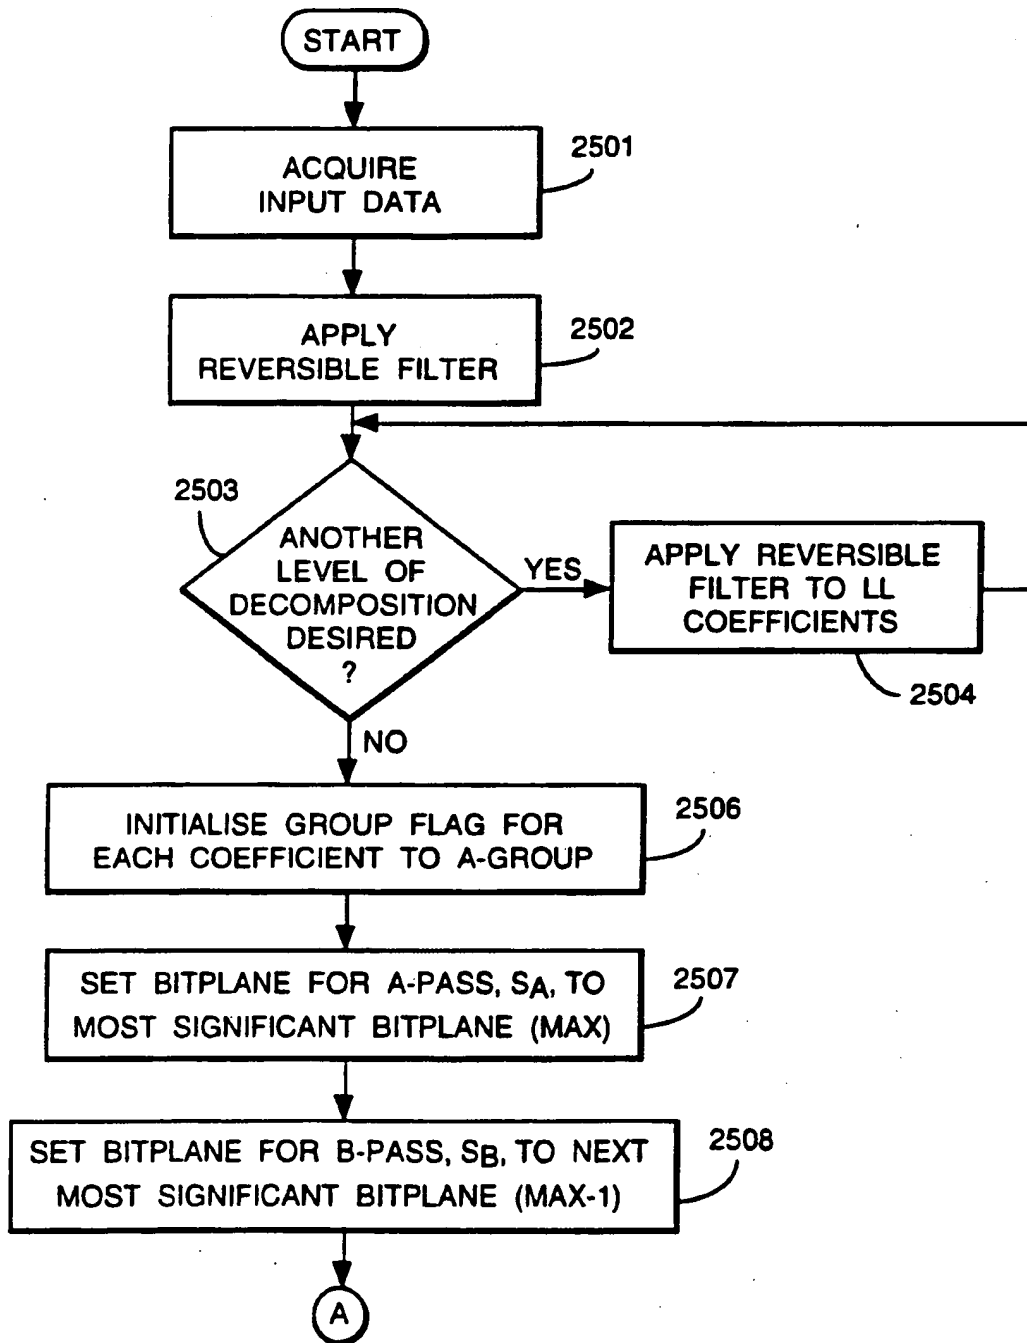 START
ACQUIRE
INPUT DATA
2501
APPLY
REVERSIBLE FILTER
2502
2503
ANOTHER
LEVEL OF
DECOMPOSITION
DESIRED
?
YES
APPLY REVERSIBLE
FILTER TO LL
COEFFICIENTS
2504
NO
INITIALISE GROUP FLAG FOR
EACH COEFFICIENT TO A-GROUP
2506
SET BITPLANE FOR A-PASS, SA, TO
MOST SIGNIFICANT BITPLANE (MAX)
2507
SET BITPLANE FOR B-PASS, SB, TO NEXT
MOST SIGNIFICANT BITPLANE (MAX-1)
2508
A